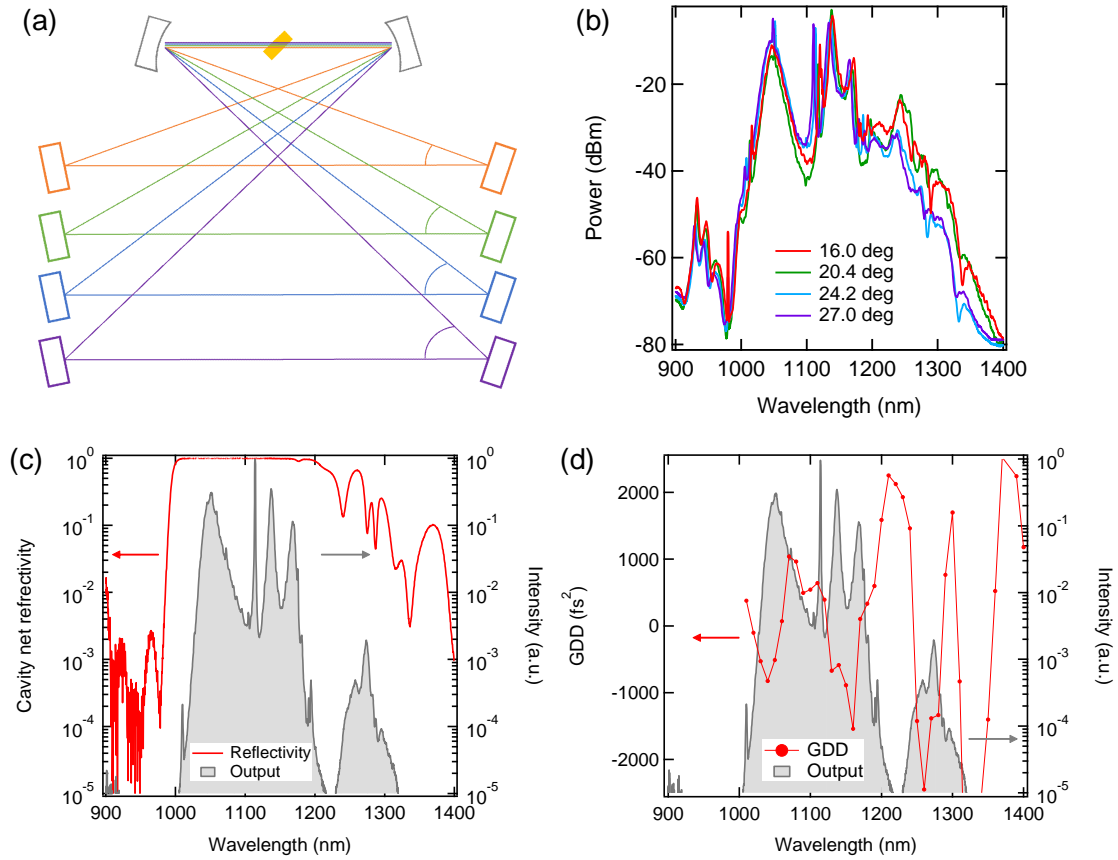 (a)
(b)
Power (dBm)
-20
-40
-60
-80
16.0 deg
20.4 deg
24.2 deg
27.0 deg
900 1000 1100 1200 1300 1400
Wavelength (nm)
(c)
Cavity net refrectivity
10^0
10^-1
10^-2
10^-3
10^-4
10^-5
Reflectivity
Output
10^0
10^-1
10^-2
10^-3
10^-4
10^-5
Intensity (a.u.)
900 1000 1100 1200 1300 1400
Wavelength (nm)
(d)
GDD (fs^2)
2000
1000
0
-1000
-2000
GDD
Output
10^0
10^-1
10^-2
10^-3
10^-4
10^-5
Intensity (a.u.)
900 1000 1100 1200 1300 1400
Wavelength (nm)